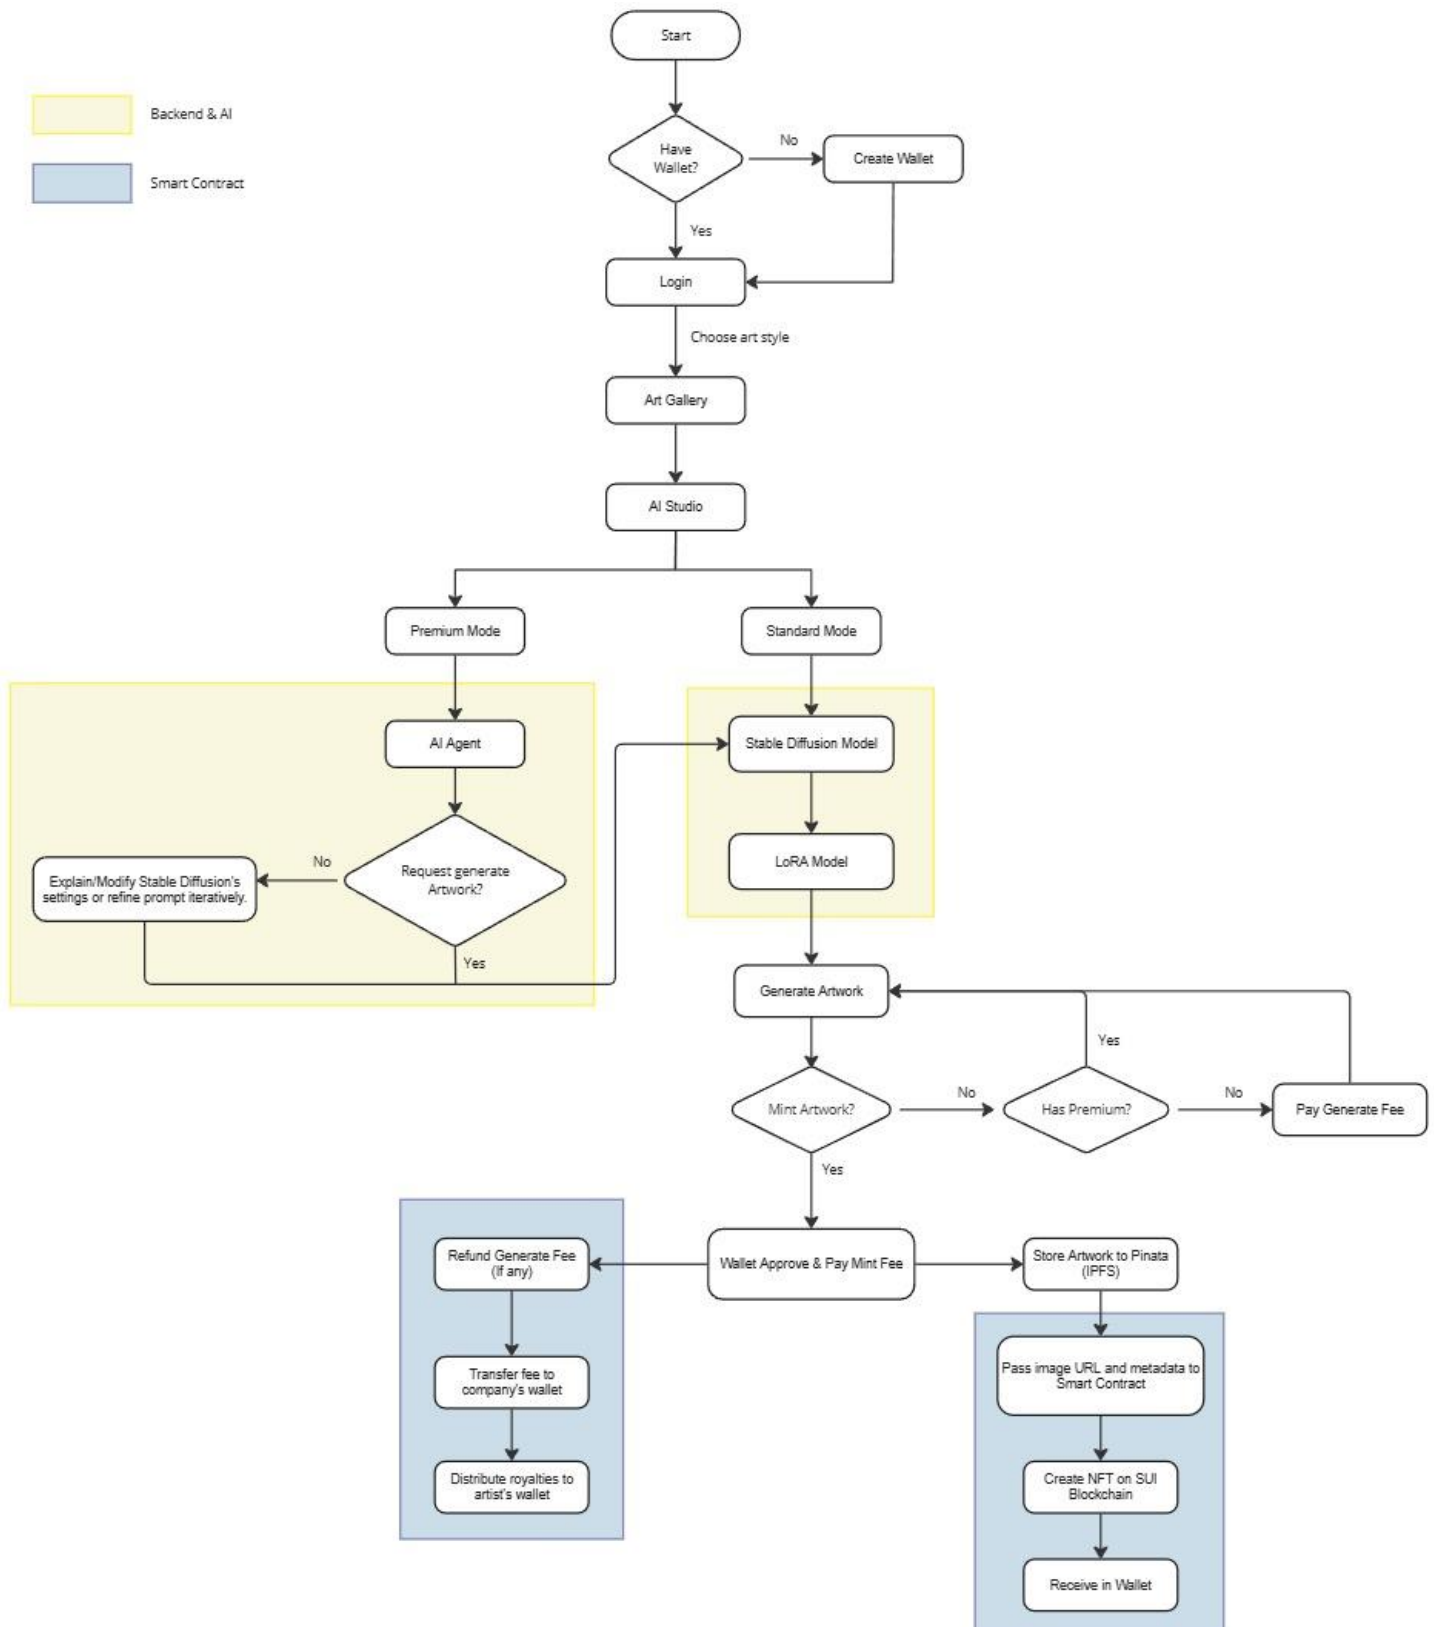 Start
Backend & AI
Smart Contract
Have
Wallet?
No
Create Wallet
Yes
Login
Choose art style
Art Gallery
AI Studio
Premium Mode
Standard Mode
AI Agent
Stable Diffusion Model
Request generate
Artwork?
No
Explain/Modify Stable Diffusion's
settings or refine prompt iteratively.
Yes
LoRA Model
Generate Artwork
Mint Artwork?
No
Has Premium?
Yes
No
Pay Generate Fee
Yes
Refund Generate Fee
(If any)
Wallet Approve & Pay Mint Fee
Store Artwork to Pinata
(IPFS)
Transfer fee to
company's wallet
Distribute royalties to
artist's wallet
Pass image URL and metadata to
Smart Contract
Create NFT on SUI
Blockchain
Receive in Wallet